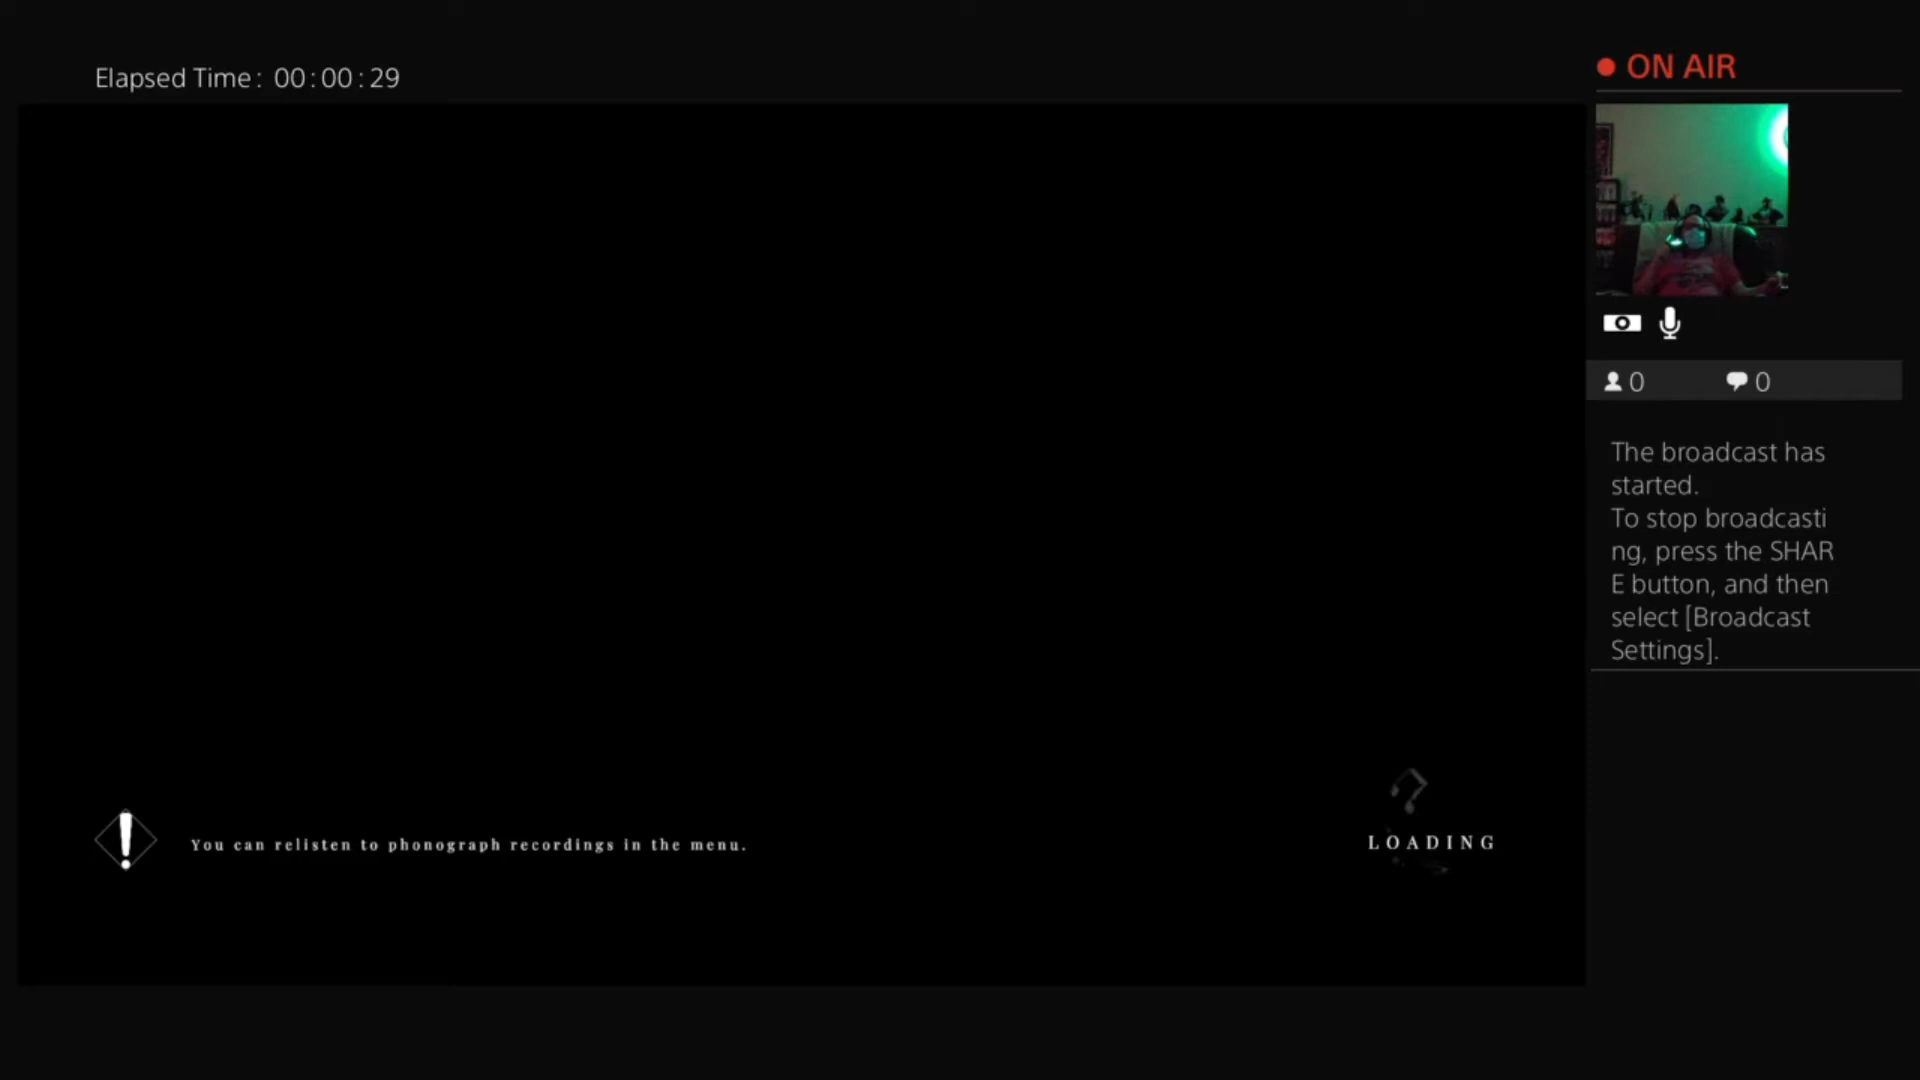 Elapsed Time: 00:00:29
ON AIR
0 0
The broadcast has
started.
To stop broadcasti
ng, press the SHAR
E button, and then
select [Broadcast
Settings].
You can relisten to phonograph recordings in the menu.
LOADING